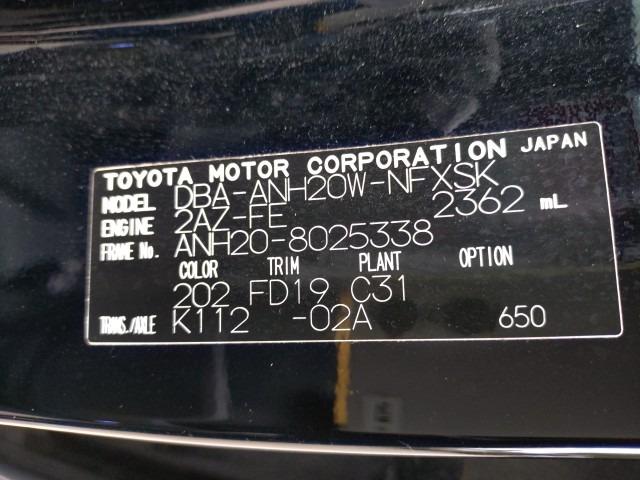 TOYOTA MOTOR CORPORATION JAPAN
MODEL DBA-ANH20W-NFXSK
ENGINE 2AZ-FE 2362 mL
FRAME No. ANH20-8025338
COLOR TRIM PLANT OPTION
202 FD19 C31
TRANS./AXLE K112 -02A 650